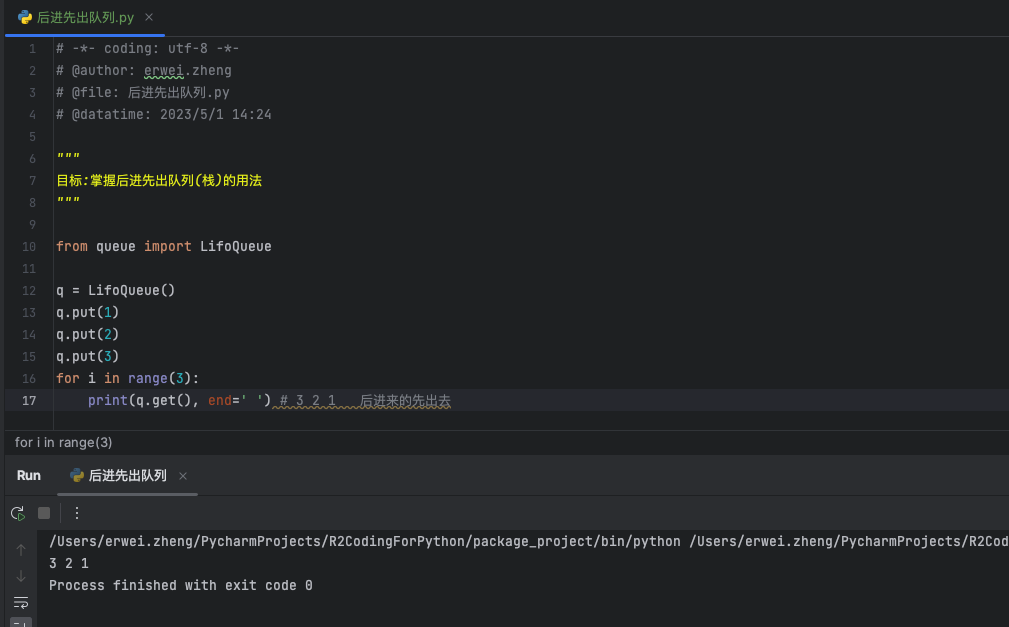 后进先出队列.py
1 # -*- coding: utf-8 -*-
2 # @author: erwei.zheng
3 # @file: 后进先出队列.py
4 # @datatime: 2023/5/1 14:24
5
6 """
7 目标:掌握后进先出队列(栈)的用法
8 """
9
10 from queue import LifoQueue
11
12 q = LifoQueue()
13 q.put(1)
14 q.put(2)
15 q.put(3)
16 for i in range(3):
17     print(q.get(), end=' ') # 3 2 1   后进来的先出去
for i in range(3)
Run 后进先出队列
/Users/erwei.zheng/PycharmProjects/R2CodingForPython/package_project/bin/python /Users/erwei.zheng/PycharmProjects/R2Cod
3 2 1
Process finished with exit code 0